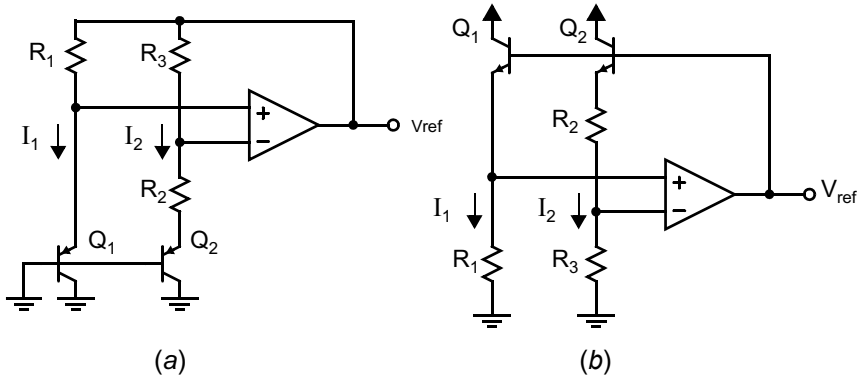 R1
R3
+
−
I1
I2
Vref
R2
Q1
Q2
(a)
Q1
Q2
R2
+
−
Vref
I1
I2
R1
R3
(b)